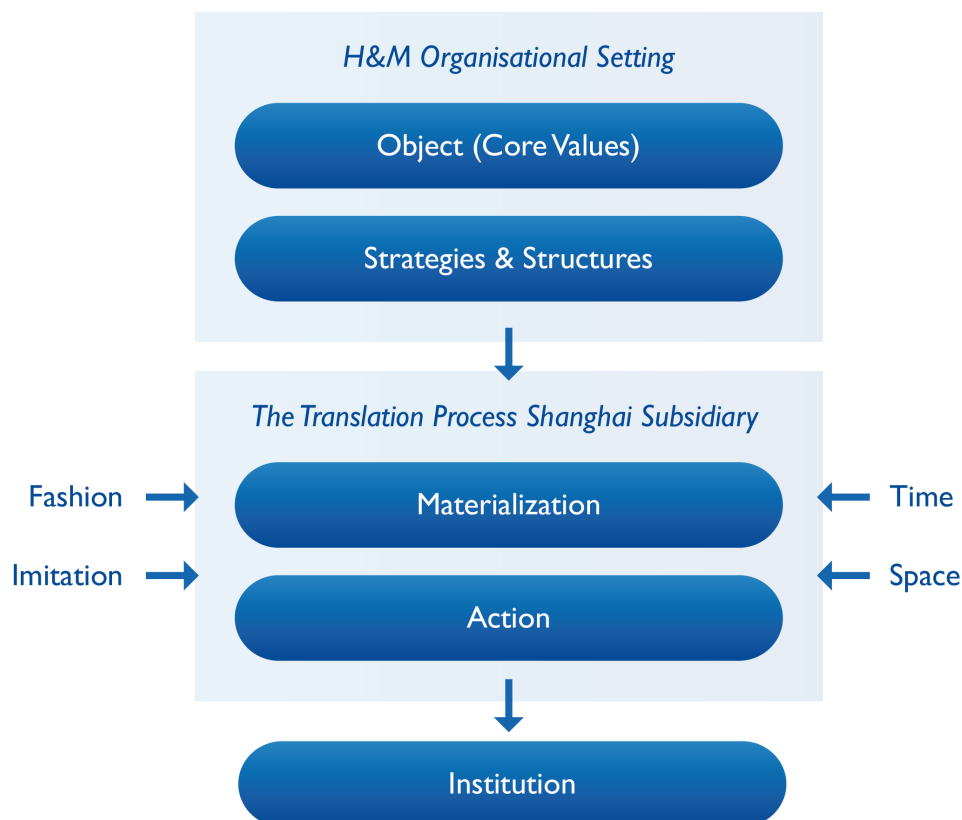 H&M Organisational Setting
Object (Core Values)
Strategies & Structures
The Translation Process Shanghai Subsidiary
Fashion
Materialization
Time
Imitation
Space
Action
Institution